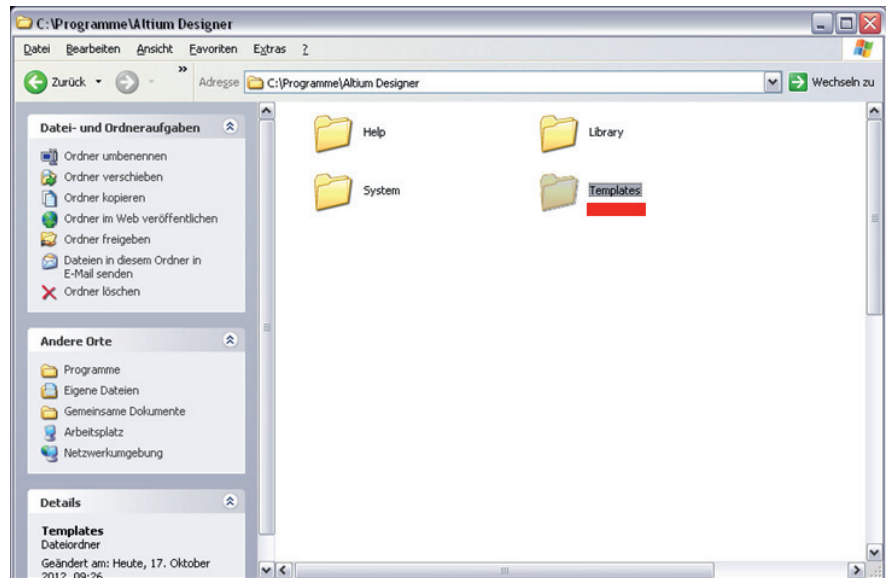 C:\Programme\Altium Designer
Datei Bearbeiten Ansicht Favoriten Extras ?
Zurück » Adresse C:\Programme\Altium Designer Wechseln zu
Datei- und Ordneraufgaben
Ordner umbenennen
Ordner verschieben
Ordner kopieren
Ordner im Web veröffentlichen
Ordner freigeben
Dateien in diesem Ordner in
E-Mail senden
Ordner löschen
Andere Orte
Programme
Eigene Dateien
Gemeinsame Dokumente
Arbeitsplatz
Netzwerkumgebung
Details
Templates
Dateiordner
Geändert am: Heute, 17. Oktober
2012, 09:26
Help Library
System Templates